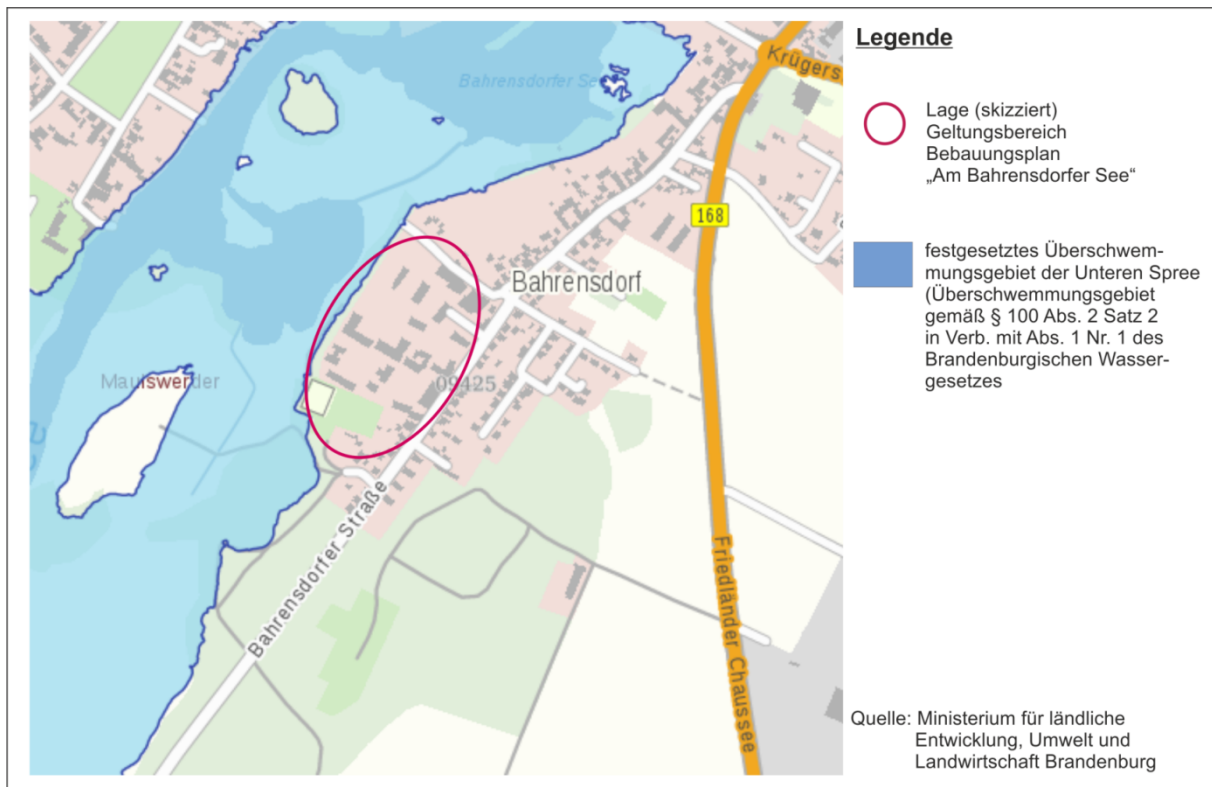 Bahrensdorfer See
Krügers
168
Bahrensdorf
Maulswerder
09425
Bahrensdorfer Straße
Friedländer Chaussee
Legende
Lage (skizziert)
Geltungsbereich
Bebauungsplan
„Am Bahrensdorfer See“
festgesetztes Überschwem-
mungsgebiet der Unteren Spree
(Überschwemmungsgebiet
gemäß § 100 Abs. 2 Satz 2
in Verb. mit Abs. 1 Nr. 1 des
Brandenburgischen Wasser-
gesetzes
Quelle: Ministerium für ländliche
Entwicklung, Umwelt und
Landwirtschaft Brandenburg